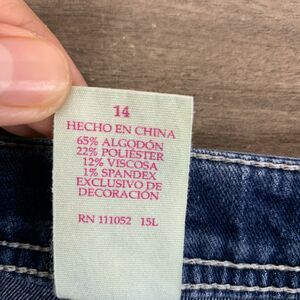 14
HECHO EN CHINA
65% ALGODÓN
22% POLIÉSTER
12% VISCOSA
1% SPANDEX
EXCLUSIVO DE
DECORACIÓN
RN 111052 15L